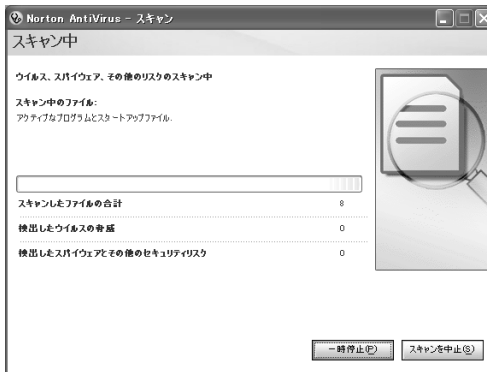 Norton AntiVirus - スキャン
スキャン中
ウイルス、スパイウェア、その他のリスクのスキャン中
スキャン中のファイル:
アクティブなプログラムとスタートアップファイル.
スキャンしたファイルの合計 8
検出したウイルスの脅威 0
検出したスパイウェアとその他のセキュリティリスク 0
一時停止(P) スキャンを中止(S)